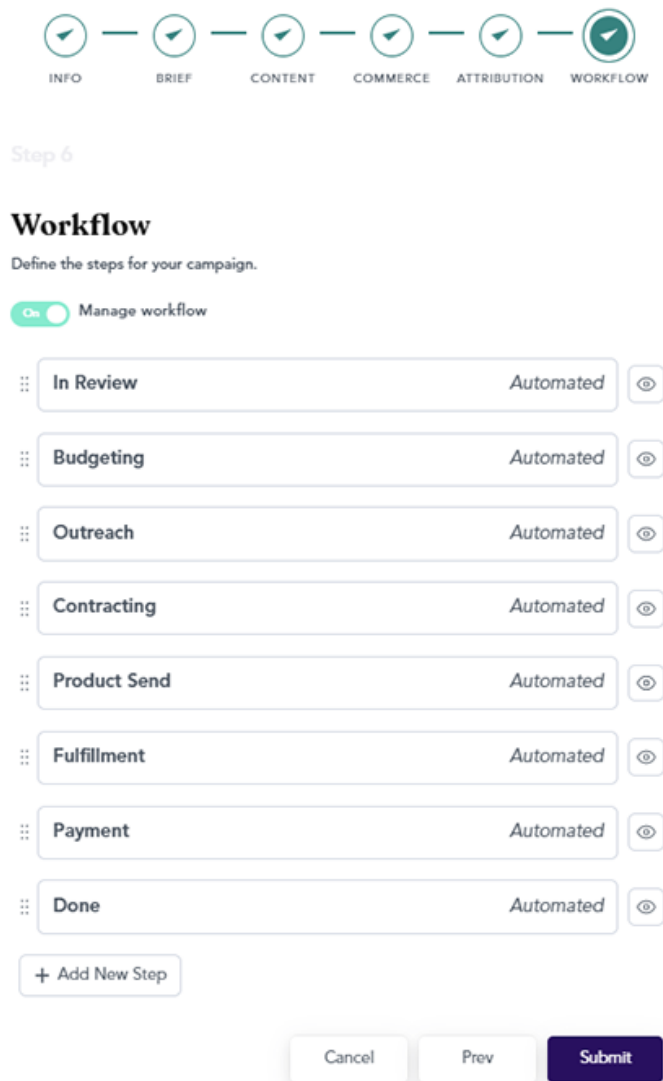 INFO BRIEF CONTENT COMMERCE ATTRIBUTION WORKFLOW
Step 6
Workflow
Define the steps for your campaign.
On Manage workflow
In Review Automated
Budgeting Automated
Outreach Automated
Contracting Automated
Product Send Automated
Fulfillment Automated
Payment Automated
Done Automated
+ Add New Step
Cancel Prev Submit